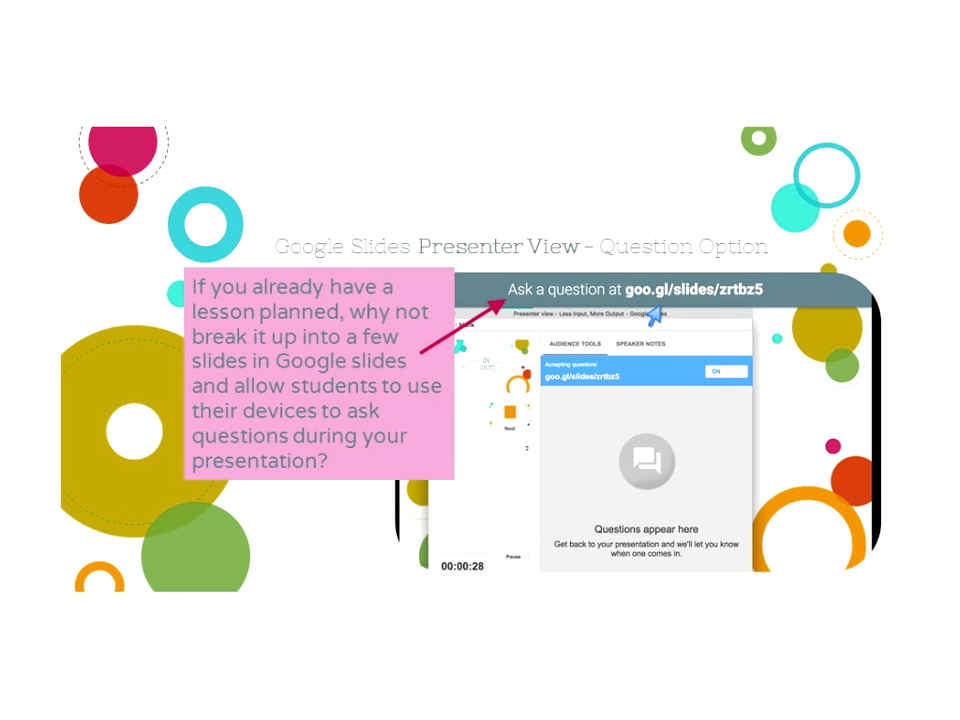 Google Slides Presenter View - Question Option
If you already have a
lesson planned, why not
break it up into a few
slides in Google slides
and allow students to use
their devices to ask
questions during your
presentation?
Ask a question at goo.gl/slides/zrtbz5
Presenter view - Less Input, More Output - Google
AUDIENCE TOOLS SPEAKER NOTES
Accepting questions
goo.gl/slides/zrtbz5
ON
Next
Questions appear here
Get back to your presentation and we'll let you know
when one comes in.
Pause
00:00:28